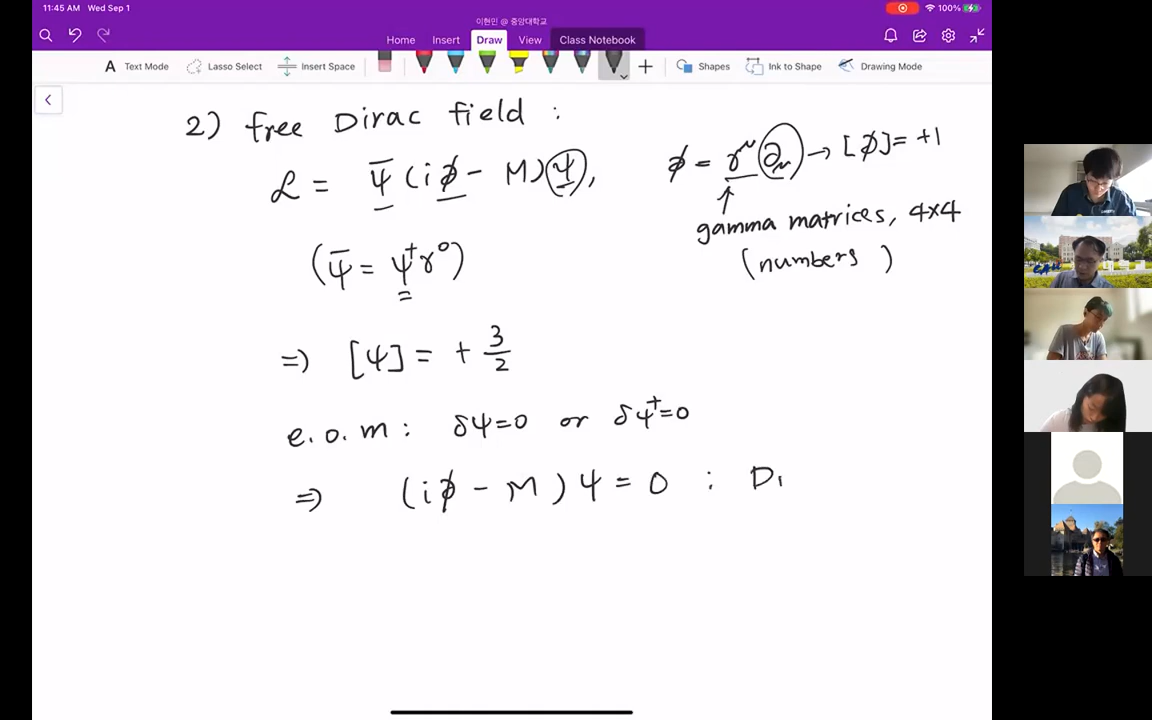 11:45 AM Wed Sep 1
100%
이현민 @ 중앙대학교
Home Insert Draw View Class Notebook
Text Mode Lasso Select Insert Space Shapes Ink to Shape Drawing Mode
2) free Dirac field :
ℒ = Ψ̄ (i∂̸ - M) Ψ,
∂̸ = γ^μ ∂_μ → [∂̸] = +1
gamma matrices, 4×4
(numbers )
(Ψ̄ = Ψ†γ⁰)
⇒ [Ψ] = + 3/2
e.o.m : δΨ=0 or δΨ†=0
⇒ (i∂̸ - M) Ψ = 0 : Di